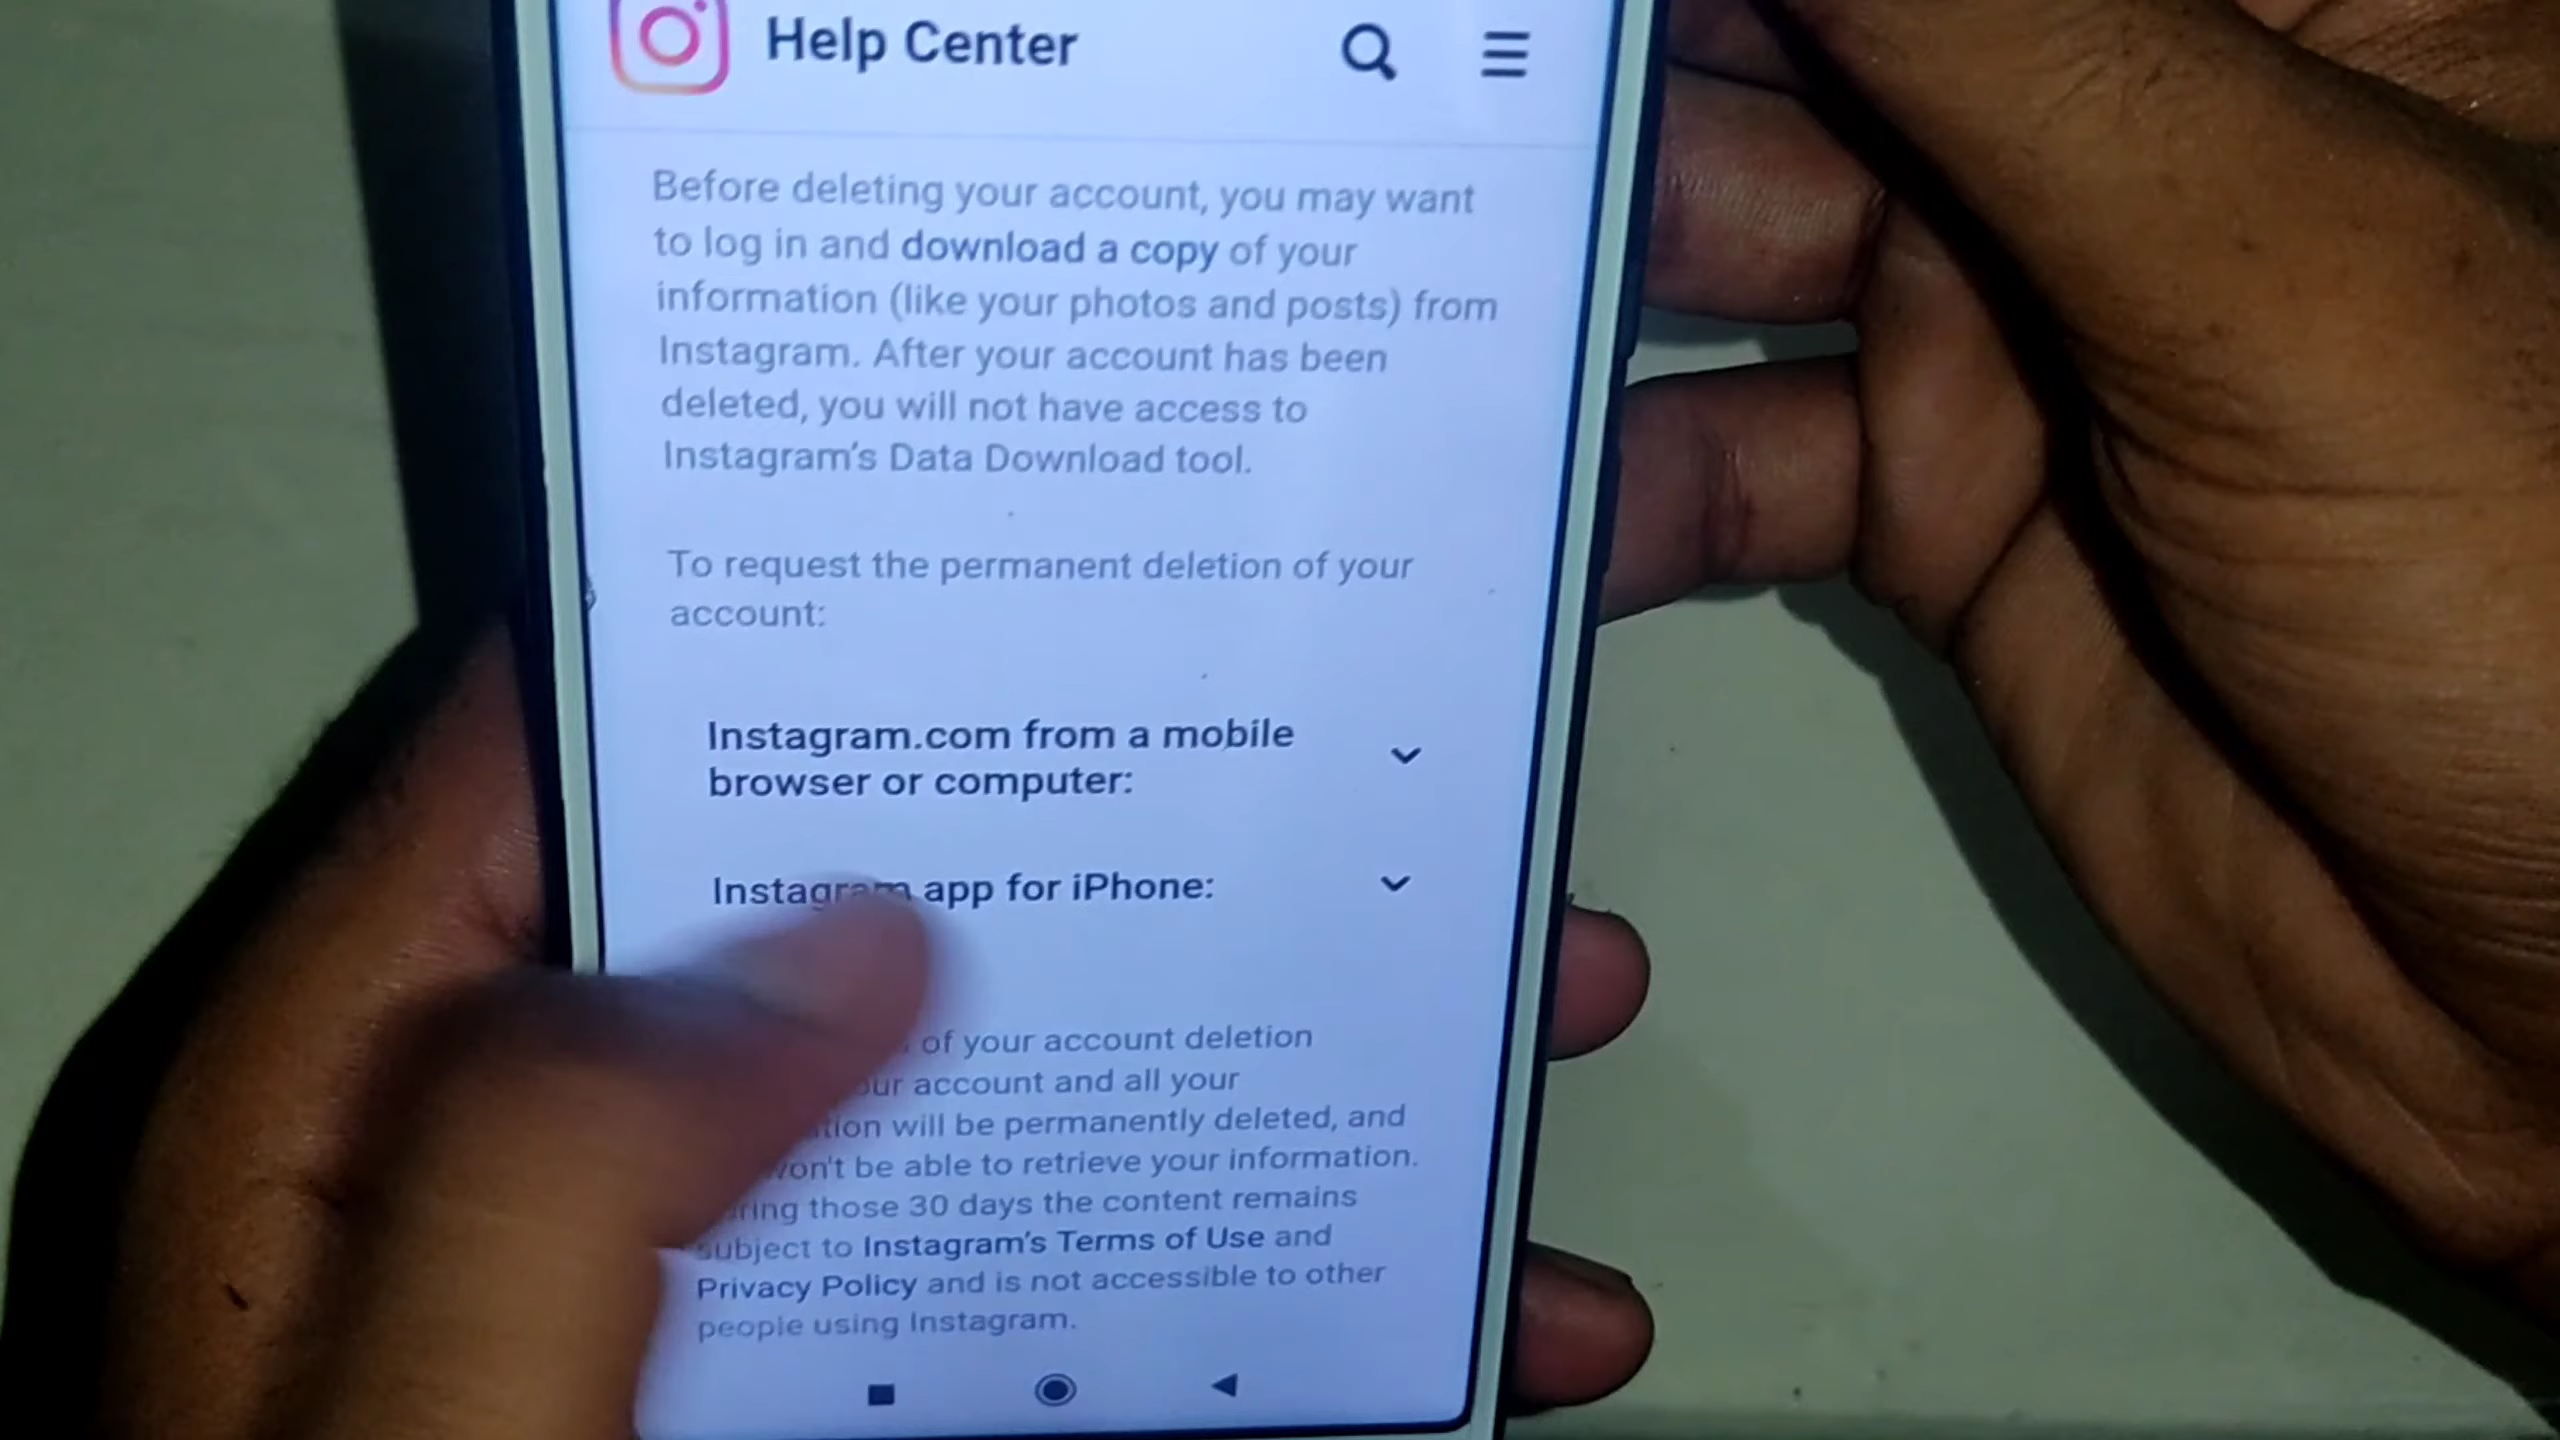 Help Center
Before deleting your account, you may want
to log in and download a copy of your
information (like your photos and posts) from
Instagram. After your account has been
deleted, you will not have access to
Instagram's Data Download tool.
To request the permanent deletion of your
account:
Instagram.com from a mobile
browser or computer:
Instagram app for iPhone:
of your account deletion
account and all your
will be permanently deleted, and
won't be able to retrieve your information.
those 30 days the content remains
subject to Instagram's Terms of Use and
Privacy Policy and is not accessible to other
people using Instagram.